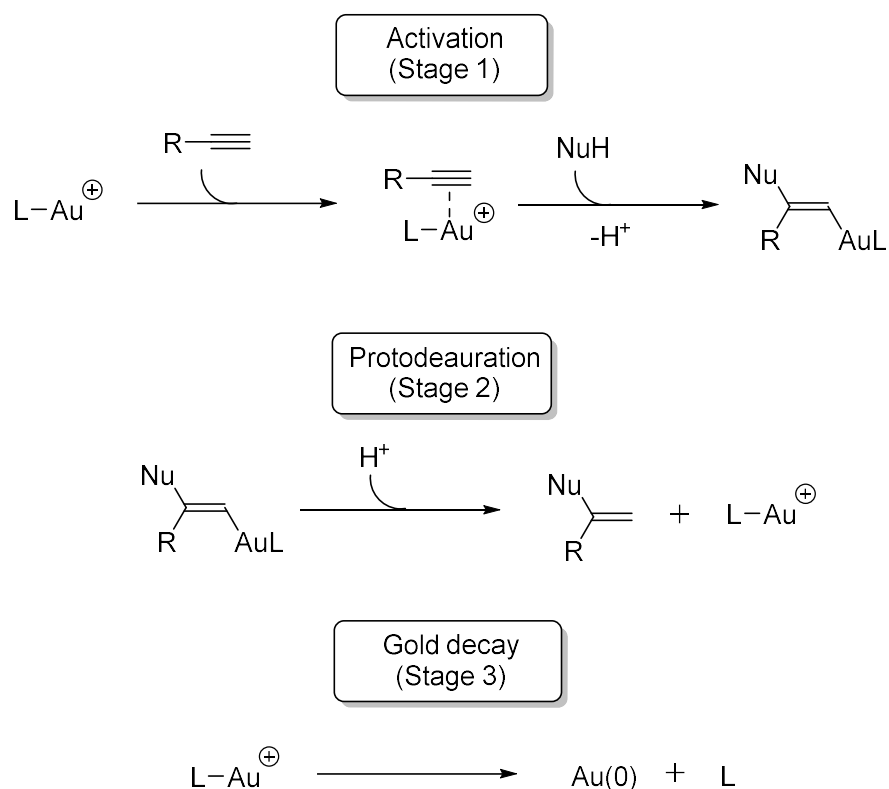 Activation
(Stage 1)
R
NuH
L-Au⊕
R
L-Au⊕
-H+
Nu
R
AuL
Protodeauration
(Stage 2)
H+
Nu
R
AuL
Nu
R
+
L-Au⊕
Gold decay
(Stage 3)
L-Au⊕
Au(0) + L